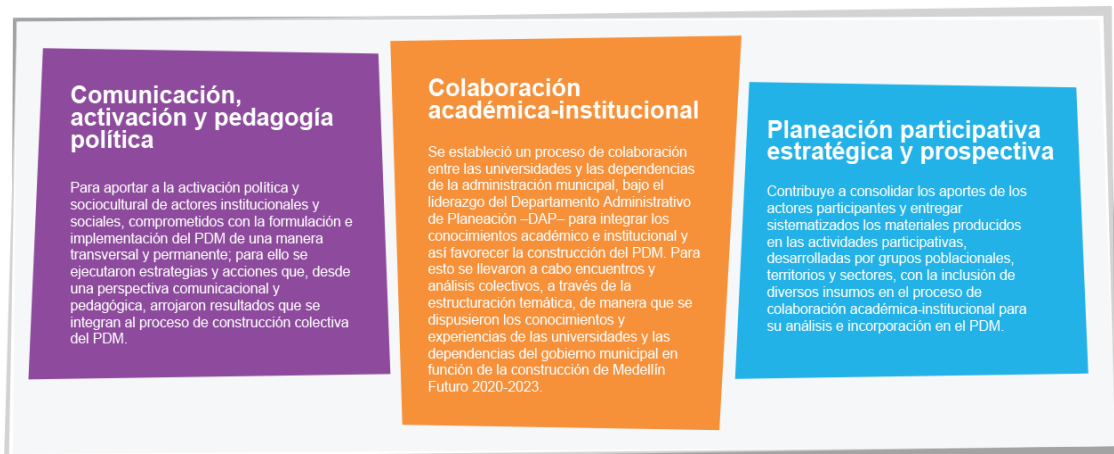 Comunicación,
activación y pedagogía
política
Para aportar a la activación política y
sociocultural de actores institucionales y
sociales, comprometidos con la formulación e
implementación del PDM de una manera
transversal y permanente; para ello se
ejecutaron estrategias y acciones que, desde
una perspectiva comunicacional y
pedagógica, arrojaron resultados que se
integran al proceso de construcción colectiva
del PDM.
Colaboración
académica-institucional
Se estableció un proceso de colaboración
entre las universidades y las dependencias
de la administración municipal, bajo el
liderazgo del Departamento Administrativo
de Planeación –DAP– para integrar los
conocimientos académico e institucional y
así favorecer la construcción del PDM. Para
esto se llevaron a cabo encuentros y
análisis colectivos, a través de la
estructuración temática, de manera que se
dispusieron los conocimientos y
experiencias de las universidades y las
dependencias del gobierno municipal en
función de la construcción de Medellín
Futuro 2020-2023.
Planeación participativa
estratégica y prospectiva
Contribuye a consolidar los aportes de los
actores participantes y entregar
sistematizados los materiales producidos
en las actividades participativas,
desarrolladas por grupos poblacionales,
territorios y sectores, con la inclusión de
diversos insumos en el proceso de
colaboración académica-institucional para
su análisis e incorporación en el PDM.